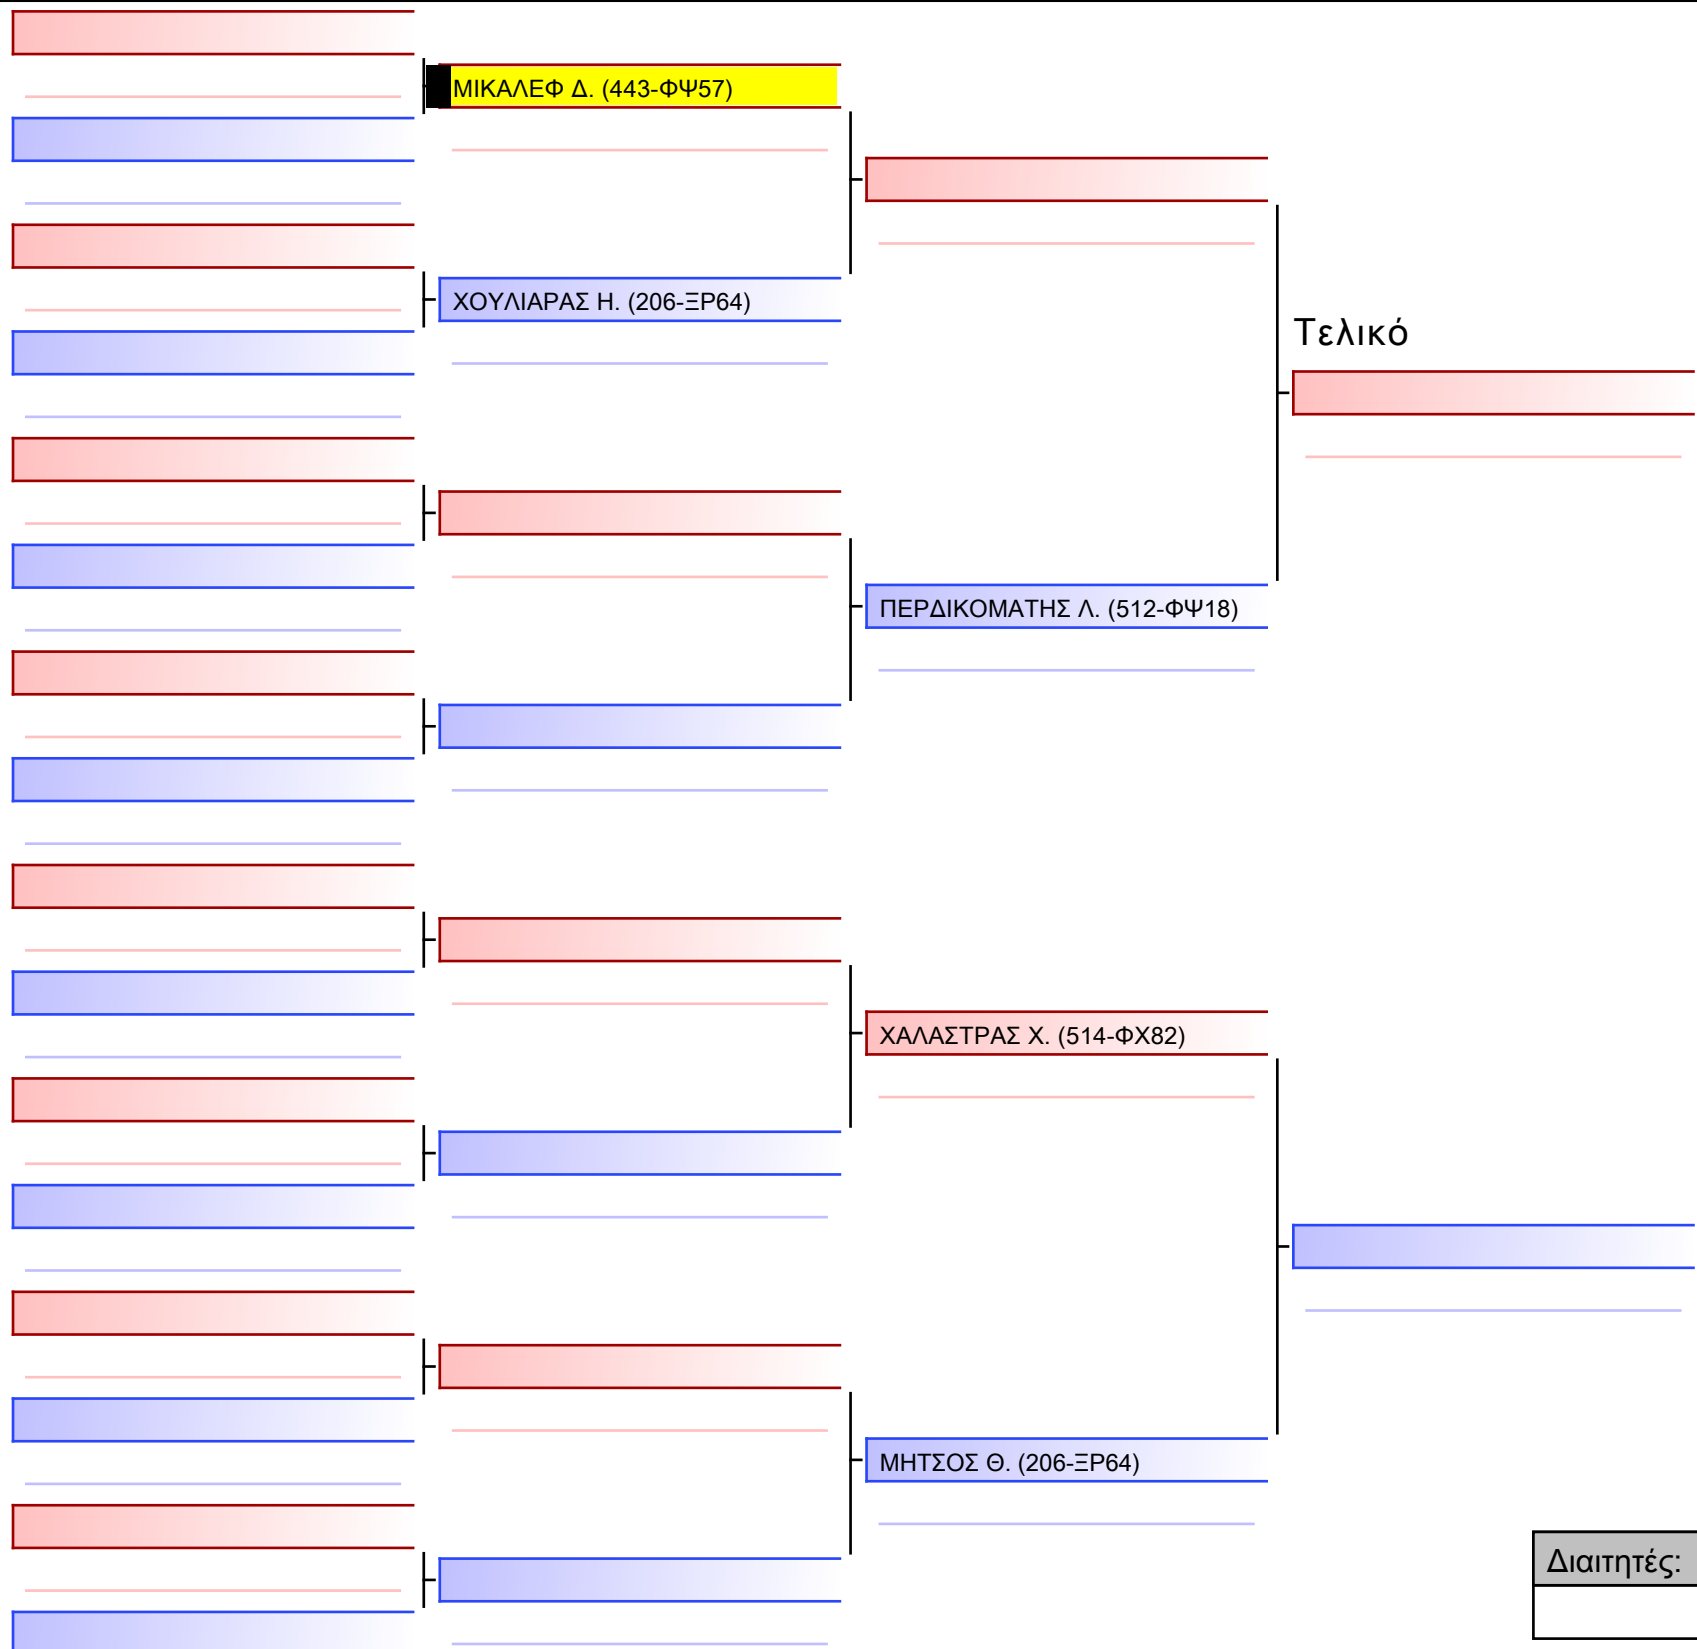 ΜΙΚΑΛΕΦ Δ. (443-ΦΨ57)
ΧΟΥΛΙΑΡΑΣ Η. (206-ΞΡ64)
Τελικό
ΠΕΡΔΙΚΟΜΑΤΗΣ Λ. (512-ΦΨ18)
ΧΑΛΑΣΤΡΑΣ Χ. (514-ΦΧ82)
ΜΗΤΣΟΣ Θ. (206-ΞΡ64)
Διαιτητές: